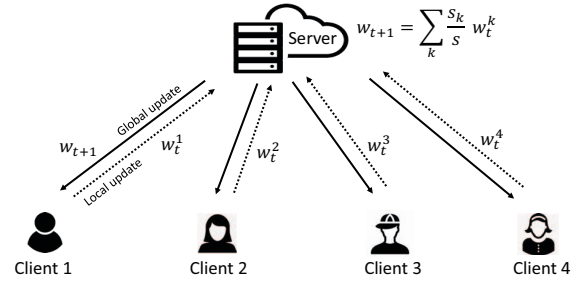 Server
w_{t+1} = \sum_k \frac{s_k}{s} w_t^k
Global update
w_{t+1}
w_t^1
Local update
w_t^2
w_t^3
w_t^4
Client 1
Client 2
Client 3
Client 4